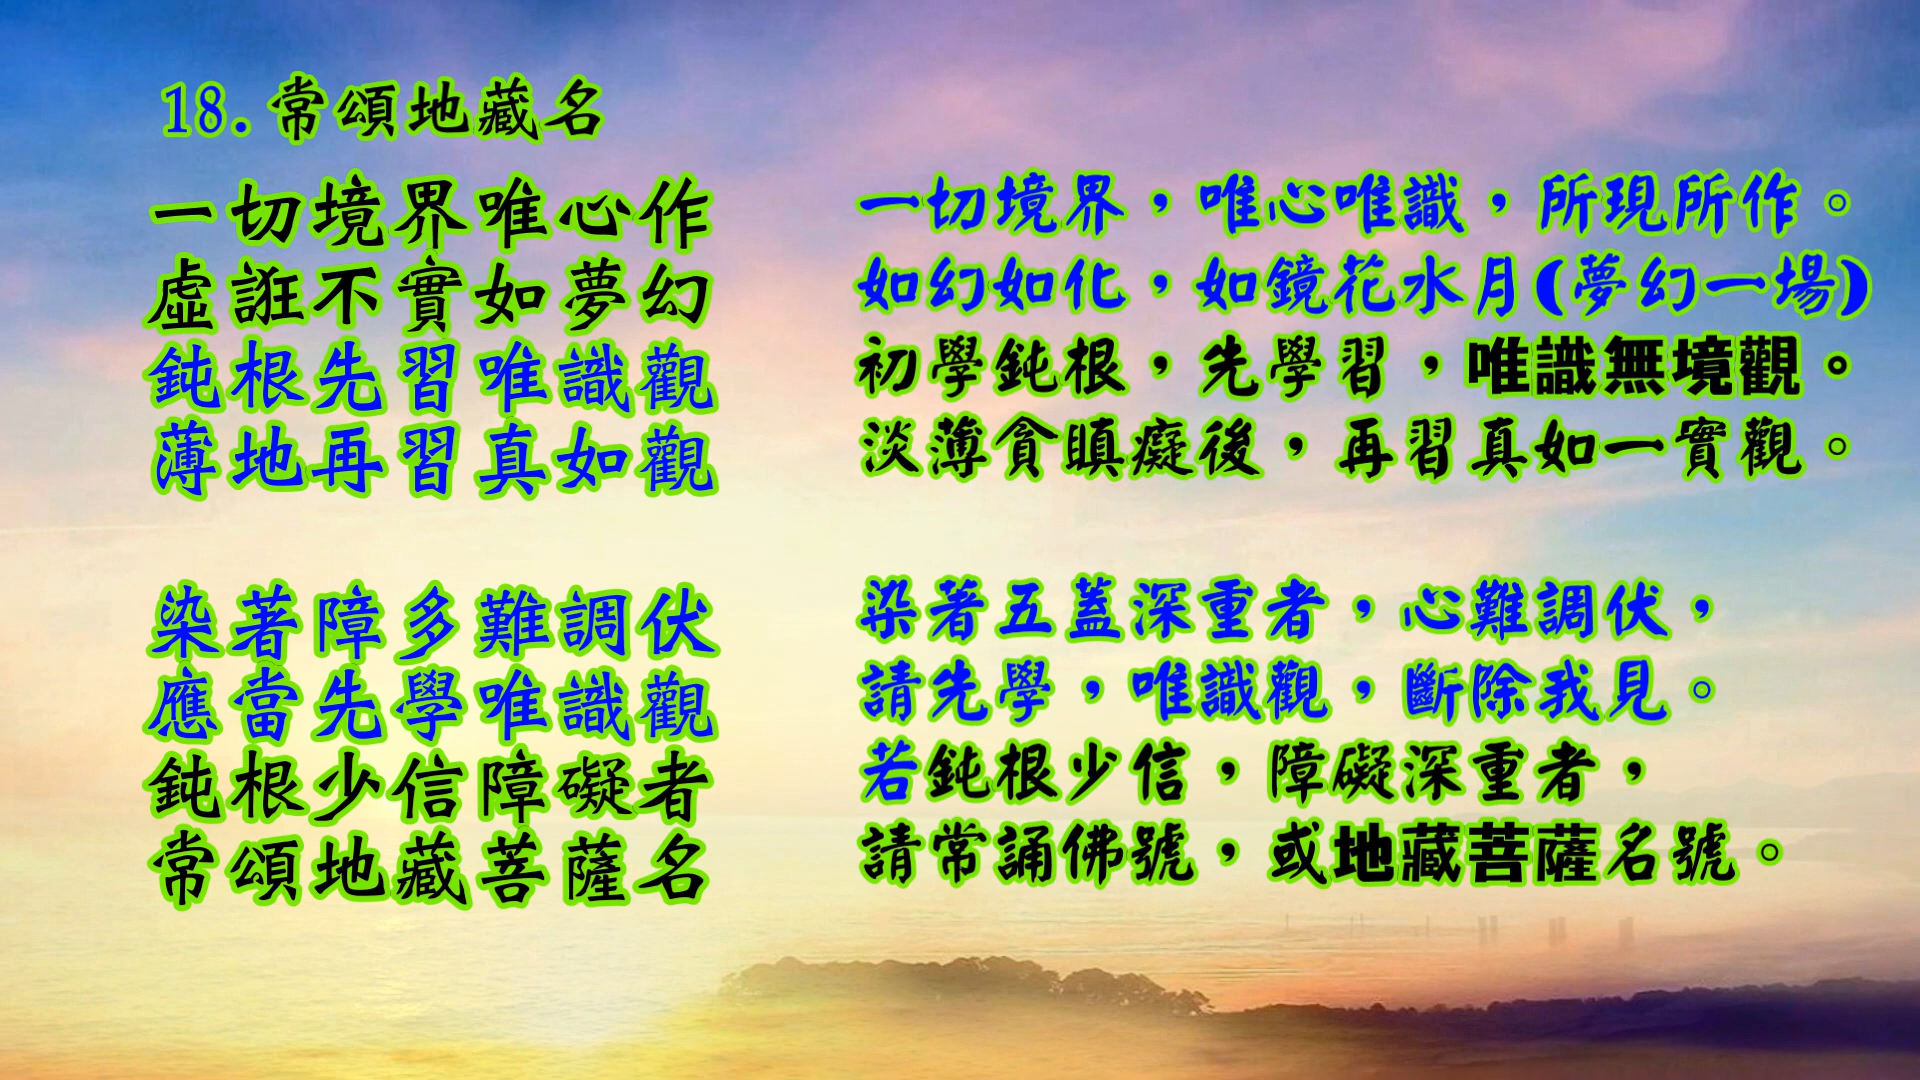 18.常頌地藏名
一切境界唯心作
虛誑不實如夢幻
鈍根先習唯識觀
薄地再習真如觀
染著障多難調伏
應當先學唯識觀
鈍根少信障礙者
常頌地藏菩薩名
一切境界，唯心唯識，所現所作。
如幻如化，如鏡花水月(夢幻一場)
初學鈍根，先學習，唯識無境觀。
淡薄貪瞋癡後，再習真如一實觀。
染著五蓋深重者，心難調伏，
請先學，唯識觀，斷除我見。
若鈍根少信，障礙深重者，
請常誦佛號，或地藏菩薩名號。